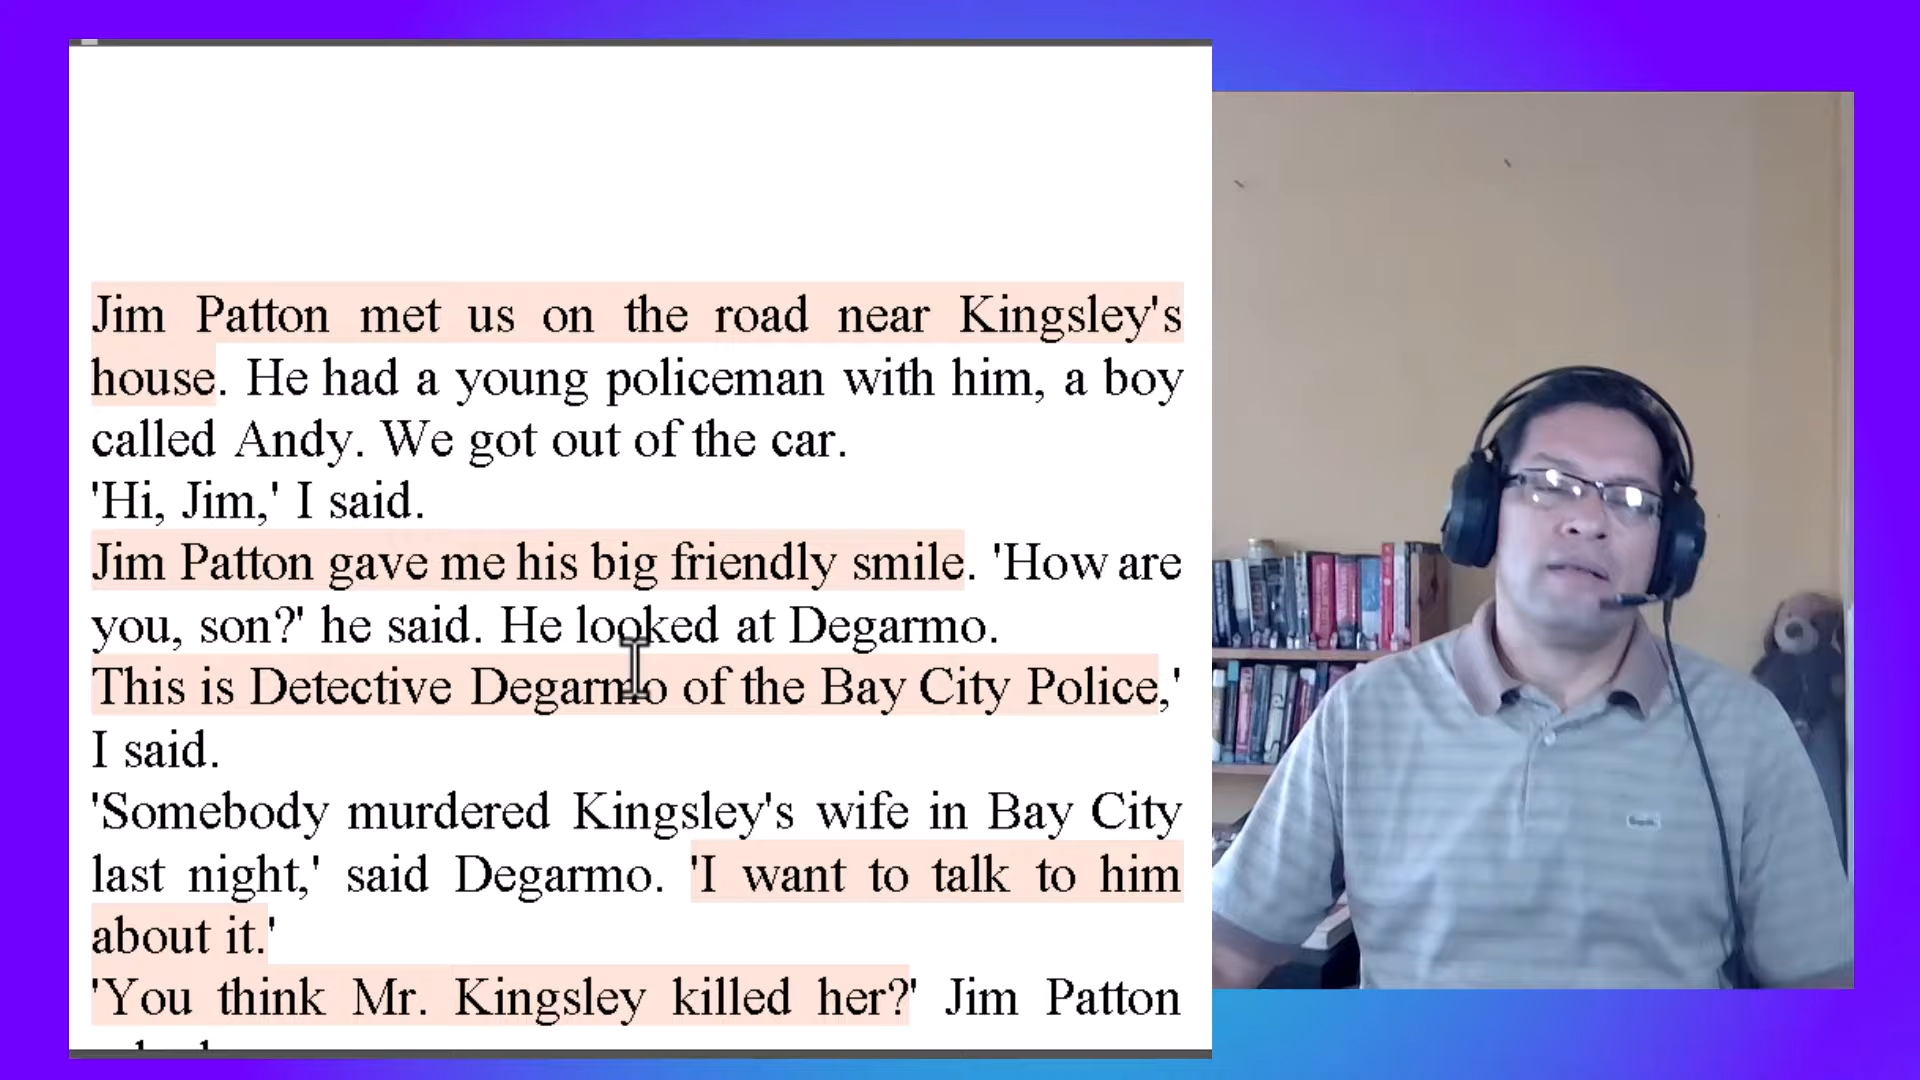 Jim Patton met us on the road near Kingsley's
house. He had a young policeman with him, a boy
called Andy. We got out of the car.
'Hi, Jim,' I said.
Jim Patton gave me his big friendly smile. 'How are
you, son?' he said. He looked at Degarmo.
This is Detective Degarmo of the Bay City Police,'
I said.
'Somebody murdered Kingsley's wife in Bay City
last night,' said Degarmo. 'I want to talk to him
about it.'
'You think Mr. Kingsley killed her?' Jim Patton